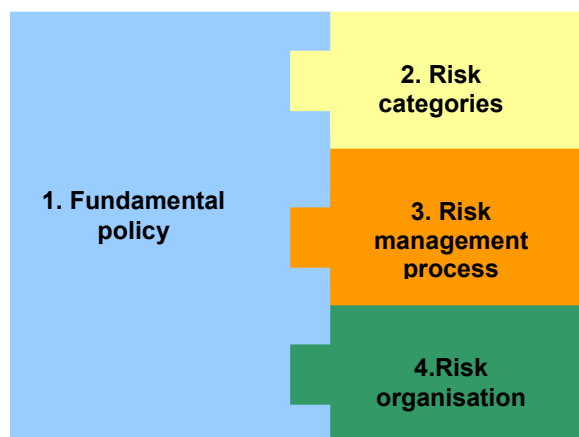 1. Fundamental
policy
2. Risk
categories
3. Risk
management
process
4.Risk
organisation